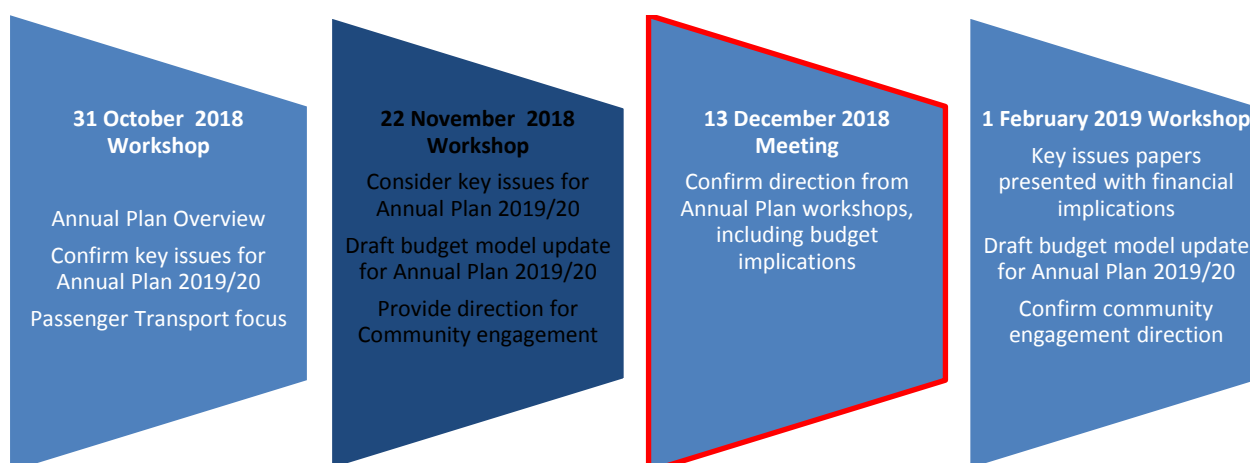 31 October 2018
Workshop
Annual Plan Overview
Confirm key issues for
Annual Plan 2019/20
Passenger Transport focus
22 November 2018
Workshop
Consider key issues for
Annual Plan 2019/20
Draft budget model update
for Annual Plan 2019/20
Provide direction for
Community engagement
13 December 2018
Meeting
Confirm direction from
Annual Plan workshops,
including budget
implications
1 February 2019 Workshop
Key issues papers
presented with financial
implications
Draft budget model update
for Annual Plan 2019/20
Confirm community
engagement direction